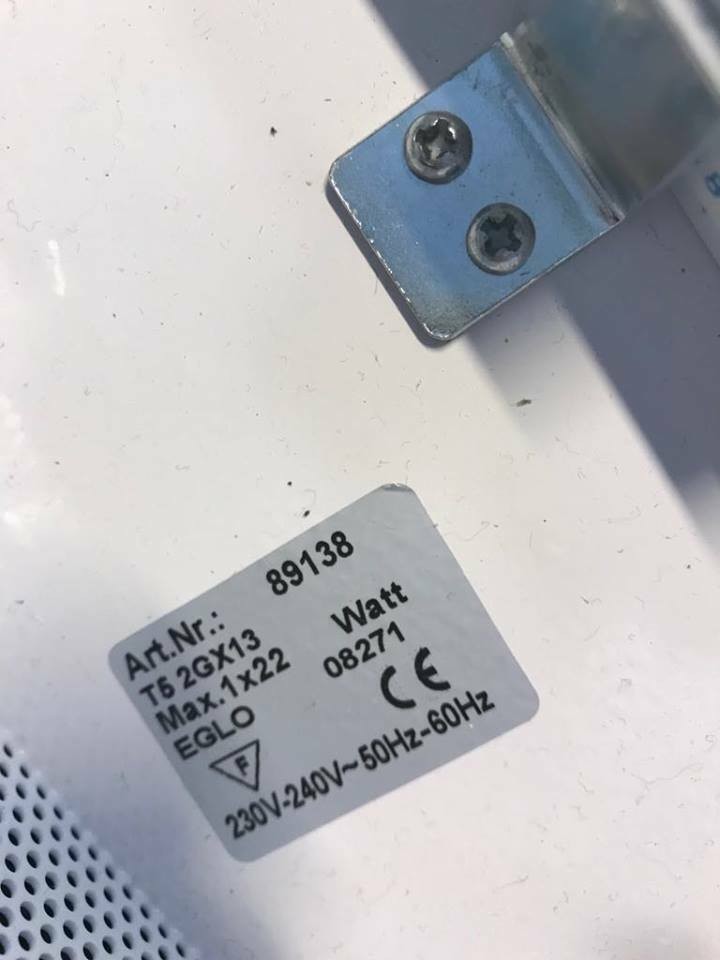 Art.Nr.: 89138
T5 2GX13
Max.1x22 Watt
EGLO 08271
F CE
230V-240V~50Hz-60Hz